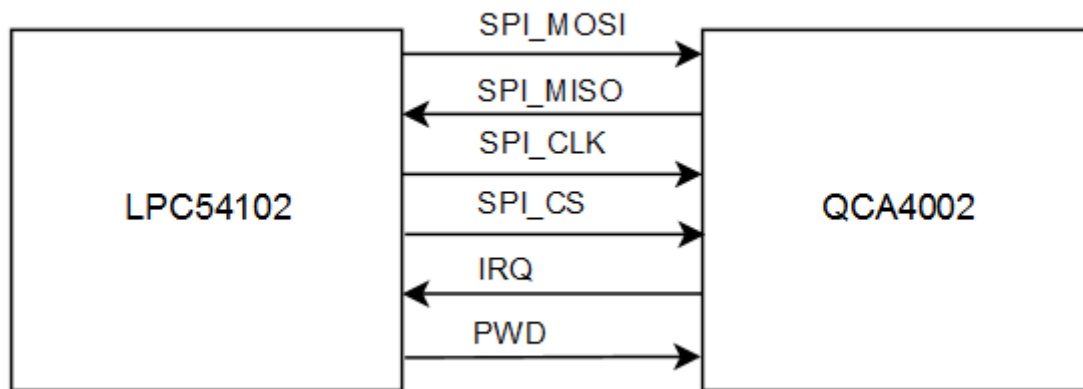 SPI_MOSI
SPI_MISO
SPI_CLK
LPC54102
SPI_CS
QCA4002
IRQ
PWD